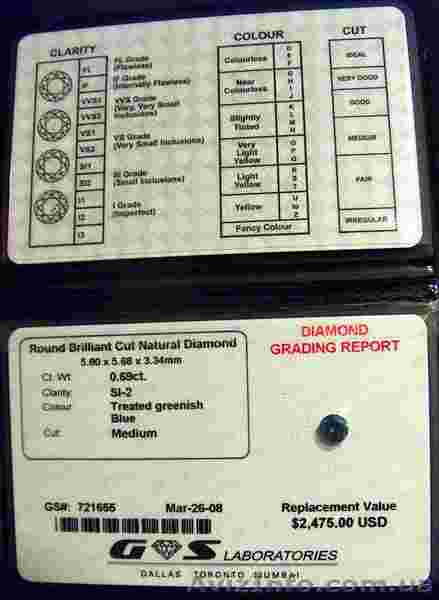 CLARITY
COLOUR
CUT
FL
FL Grade
(Flawless)
IF
IF Grade
(Internally Flawless)
VVS1
VVS Grade
VVS2
(Very, Very Small
Inclusions)
VS1
VS Grade
VS2
(Very Small Inclusions)
SI1
SI Grade
SI2
(Small Inclusions)
I1
I Grade
I2
(Imperfect)
I3
Colourless
Near
Colourless
Slightly
Tinted
Very
Light
Yellow
Light
Yellow
Yellow
Fancy Colour
IDEAL
VERY GOOD
GOOD
MEDIUM
FAIR
IRREGULAR
Round Brilliant Cut Natural Diamond
x 5.68 x 3.34mm
Ct. Wt: 0.69ct.
Clarity: SI-2
Colour: Treated greenish
Blue
Cut: Medium
DIAMOND
GRADING REPORT
GS#: 721655 Mar-26-08
Replacement Value
$2,475.00 USD
G S LABORATORIES
DALLAS TORONTO MUMBAI
AvizInfo.com.ua